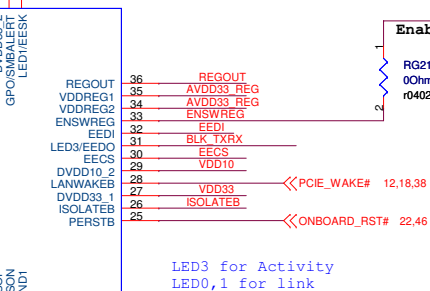 GPO/SMBALERT
LED1/EESK
Enab
RG21
0Ohm
r0402
1
2
REGOUT 36 REGOUT
VDDREG1 35 AVDD33_REG
VDDREG2 34 AVDD33_REG
ENSWREG 33 ENSWREG
EEDI 32 EEDI
LED3/EEDO 31 BLK_TXRX
EECS 30 EECS
DVDD10_2 29 VDD10
LANWAKEB 28 PCIE_WAKE# 12,18,38
DVDD33_1 27 VDD33
ISOLATEB 26 ISOLATEB
PERSTB 25 ONBOARD_RST# 22,46
LED3 for Activity
LED0,1 for link